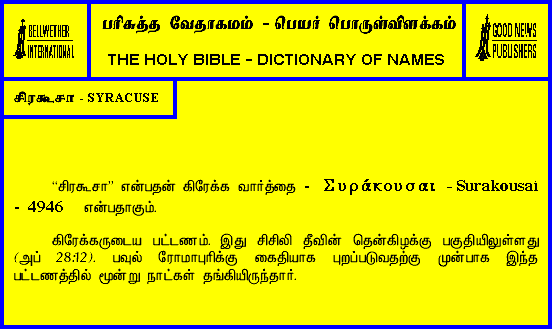 BELLWETHER
INTERNATIONAL
பரிசுத்த வேதாகமம் - பெயர் பொருள்விளக்கம்
THE HOLY BIBLE - DICTIONARY OF NAMES
GOOD NEWS
PUBLISHERS
சிரகூசா - SYRACUSE
“சிரகூசா” என்பதன் கிரேக்க வார்த்தை - Συράκουσαι - Surakousai
- 4946 என்பதாகும்.
கிரேக்கருடைய பட்டணம். இது சிசிலி தீவின் தென்கிழக்கு பகுதியிலுள்ளது
(அப் 28:12). பவுல் ரோமாபுரிக்கு கைதியாக புறப்படுவதற்கு முன்பாக இந்த
பட்டணத்தில் மூன்று நாட்கள் தங்கியிருந்தார்.